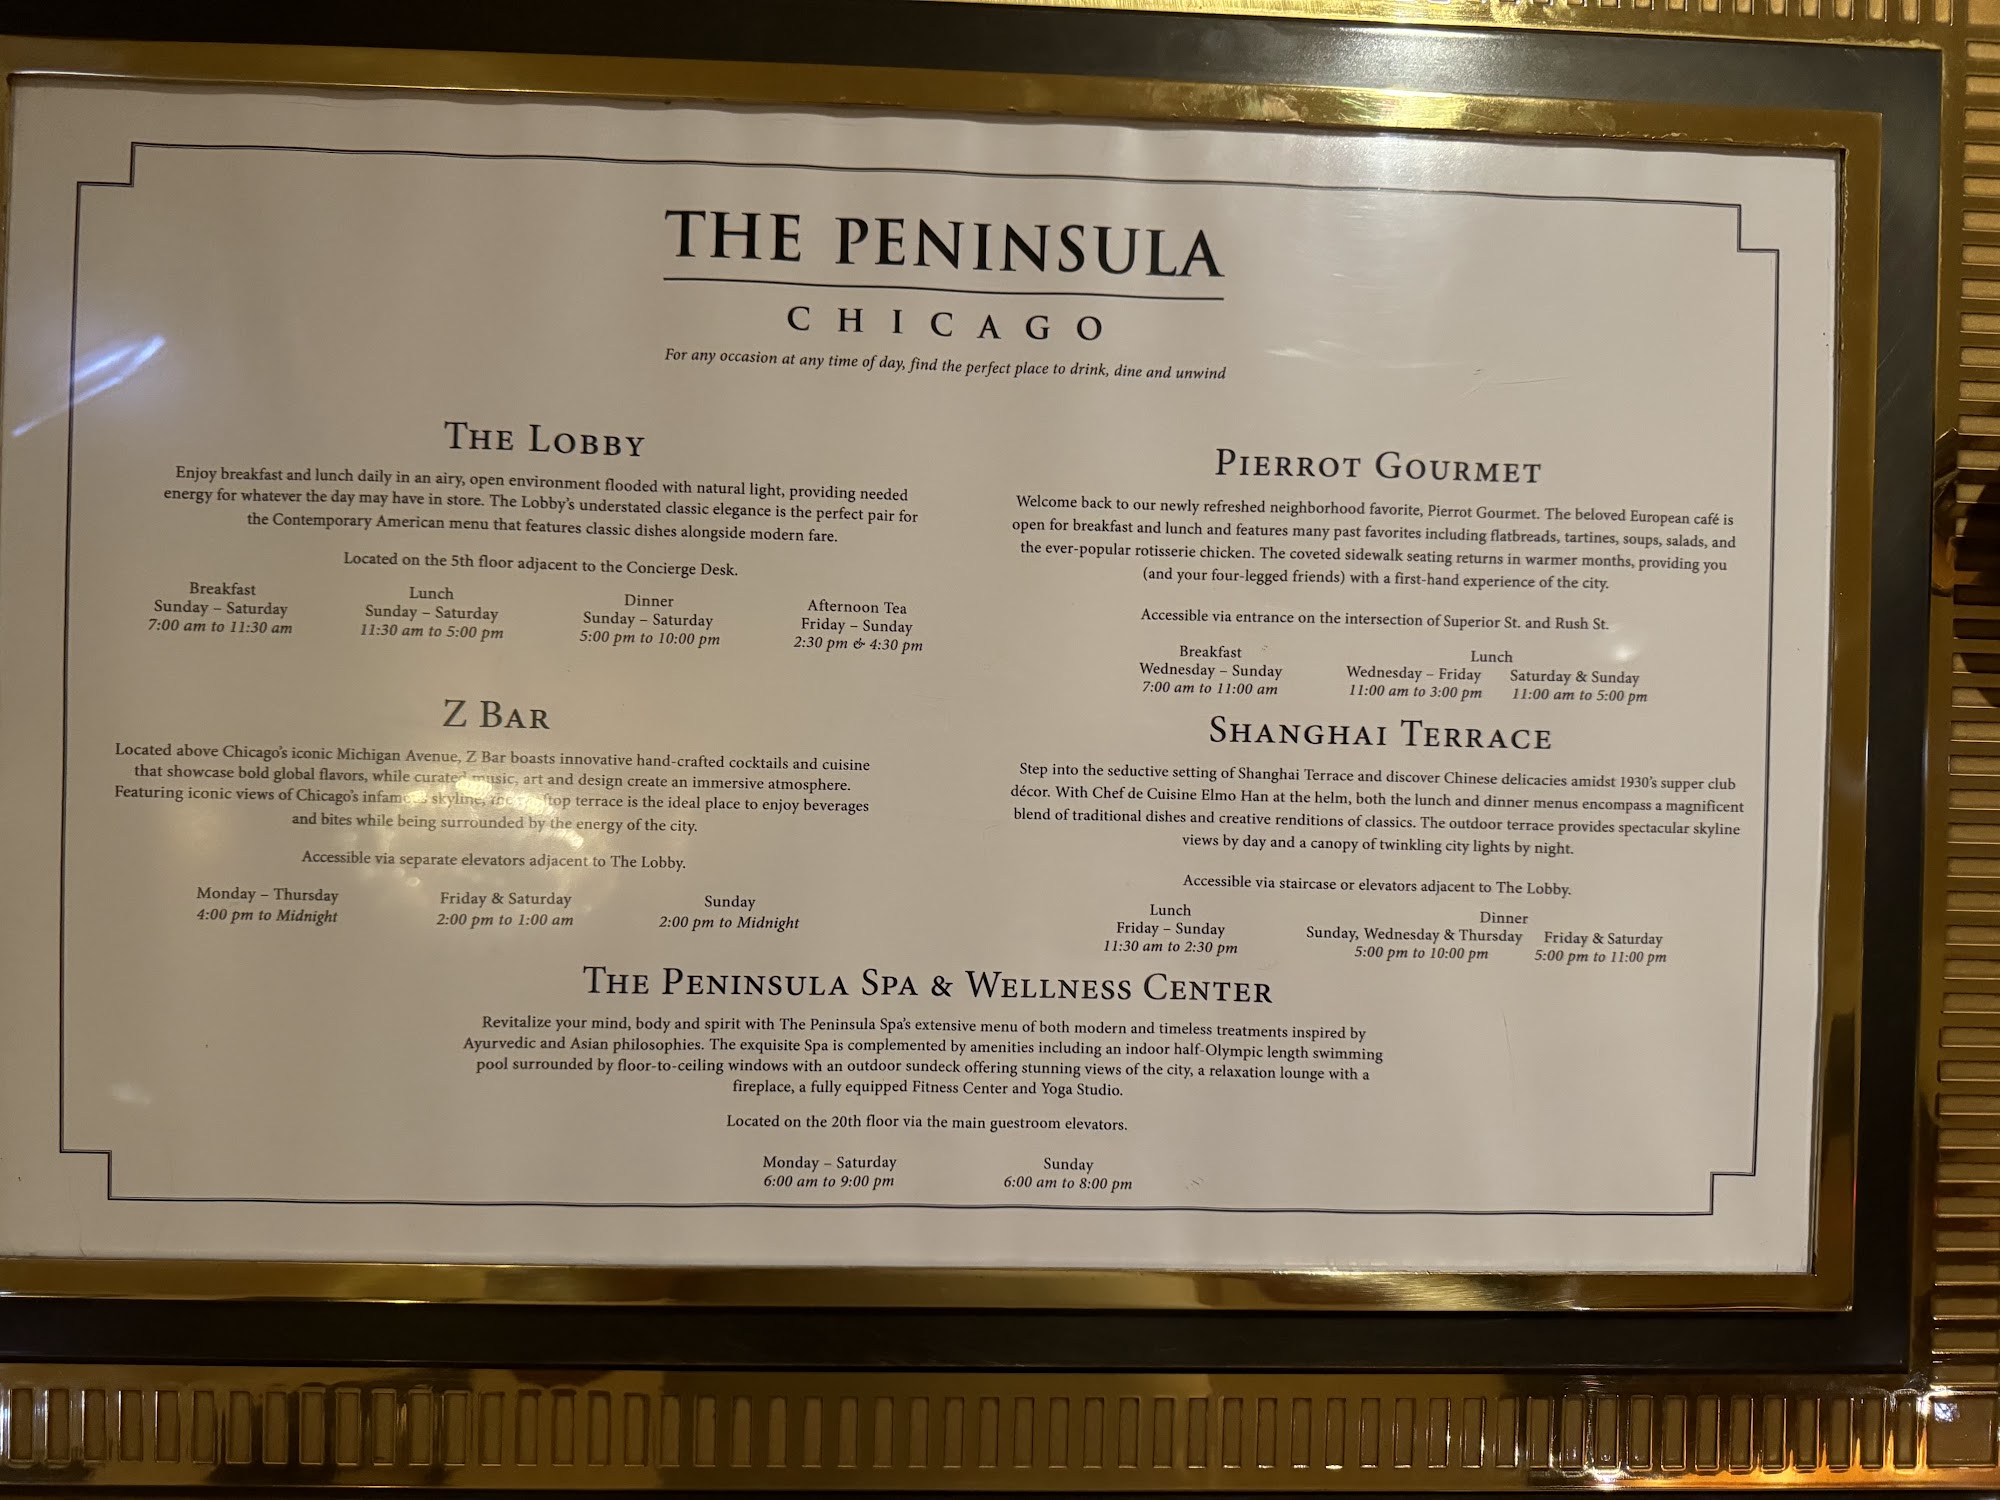 THE PENINSULA
CHICAGO
For any occasion at any time of day, find the perfect place to drink, dine and unwind
THE LOBBY
Enjoy breakfast and lunch daily in an airy, open environment flooded with natural light, providing needed
energy for whatever the day may have in store. The Lobby's understated classic elegance is the perfect pair for
the Contemporary American menu that features classic dishes alongside modern fare.
Located on the 5th floor adjacent to the Concierge Desk.
Breakfast
Sunday – Saturday
7:00 am to 11:30 am
Lunch
Sunday – Saturday
11:30 am to 5:00 pm
Dinner
Sunday – Saturday
5:00 pm to 10:00 pm
Afternoon Tea
Friday – Sunday
2:30 pm & 4:30 pm
Z BAR
Located above Chicago's iconic Michigan Avenue, Z Bar boasts innovative hand-crafted cocktails and cuisine
that showcase bold global flavors, while curated music, art and design create an immersive atmosphere.
Featuring iconic views of Chicago's infamous skyline, the rooftop terrace is the ideal place to enjoy beverages
and bites while being surrounded by the energy of the city.
Accessible via separate elevators adjacent to The Lobby.
Monday – Thursday
4:00 pm to Midnight
Friday & Saturday
2:00 pm to 1:00 am
Sunday
2:00 pm to Midnight
PIERROT GOURMET
Welcome back to our newly refreshed neighborhood favorite, Pierrot Gourmet. The beloved European café is
open for breakfast and lunch and features many past favorites including flatbreads, tartines, soups, salads, and
the ever-popular rotisserie chicken. The coveted sidewalk seating returns in warmer months, providing you
(and your four-legged friends) with a first-hand experience of the city.
Accessible via entrance on the intersection of Superior St. and Rush St.
Breakfast
Wednesday – Sunday
7:00 am to 11:00 am
Lunch
Wednesday – Friday
11:00 am to 3:00 pm
Saturday & Sunday
11:00 am to 5:00 pm
SHANGHAI TERRACE
Step into the seductive setting of Shanghai Terrace and discover Chinese delicacies amidst 1930's supper club
décor. With Chef de Cuisine Elmo Han at the helm, both the lunch and dinner menus encompass a magnificent
blend of traditional dishes and creative renditions of classics. The outdoor terrace provides spectacular skyline
views by day and a canopy of twinkling city lights by night.
Accessible via staircase or elevators adjacent to The Lobby.
Lunch
Friday – Sunday
11:30 am to 2:30 pm
Dinner
Sunday, Wednesday & Thursday
5:00 pm to 10:00 pm
Friday & Saturday
5:00 pm to 11:00 pm
THE PENINSULA SPA & WELLNESS CENTER
Revitalize your mind, body and spirit with The Peninsula Spa's extensive menu of both modern and timeless treatments inspired by
Ayurvedic and Asian philosophies. The exquisite Spa is complemented by amenities including an indoor half-Olympic length swimming
pool surrounded by floor-to-ceiling windows with an outdoor sundeck offering stunning views of the city, a relaxation lounge with a
fireplace, a fully equipped Fitness Center and Yoga Studio.
Located on the 20th floor via the main guestroom elevators.
Monday – Saturday
6:00 am to 9:00 pm
Sunday
6:00 am to 8:00 pm